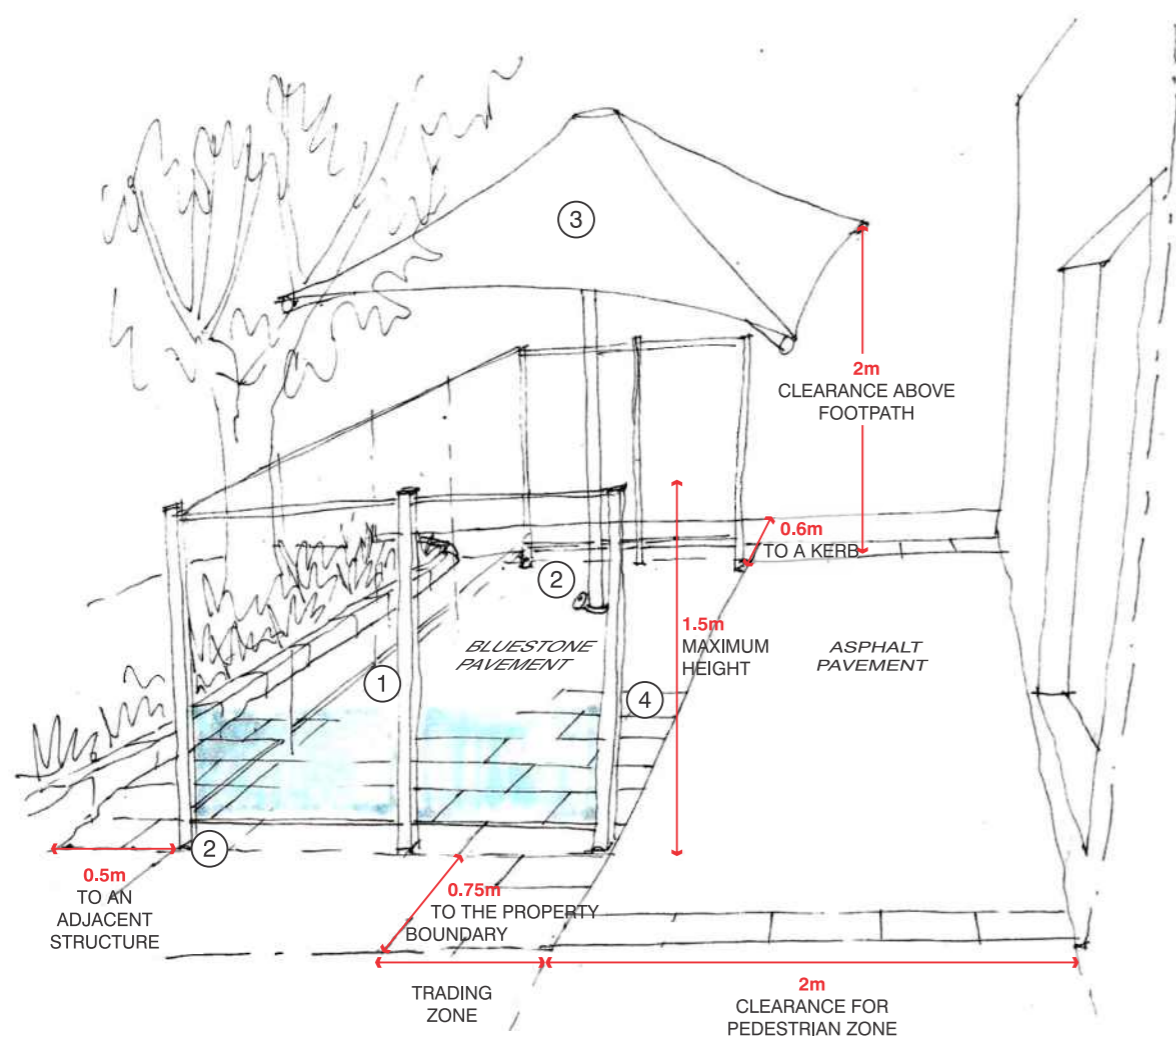 3
2m
CLEARANCE ABOVE
FOOTPATH
0.6m
TO A KERB
2
1.5m
MAXIMUM
HEIGHT
BLUESTONE
PAVEMENT
ASPHALT
PAVEMENT
1
4
2
0.5m
TO AN
ADJACENT
STRUCTURE
0.75m
TO THE PROPERTY
BOUNDARY
TRADING
ZONE
2m
CLEARANCE FOR
PEDESTRIAN ZONE